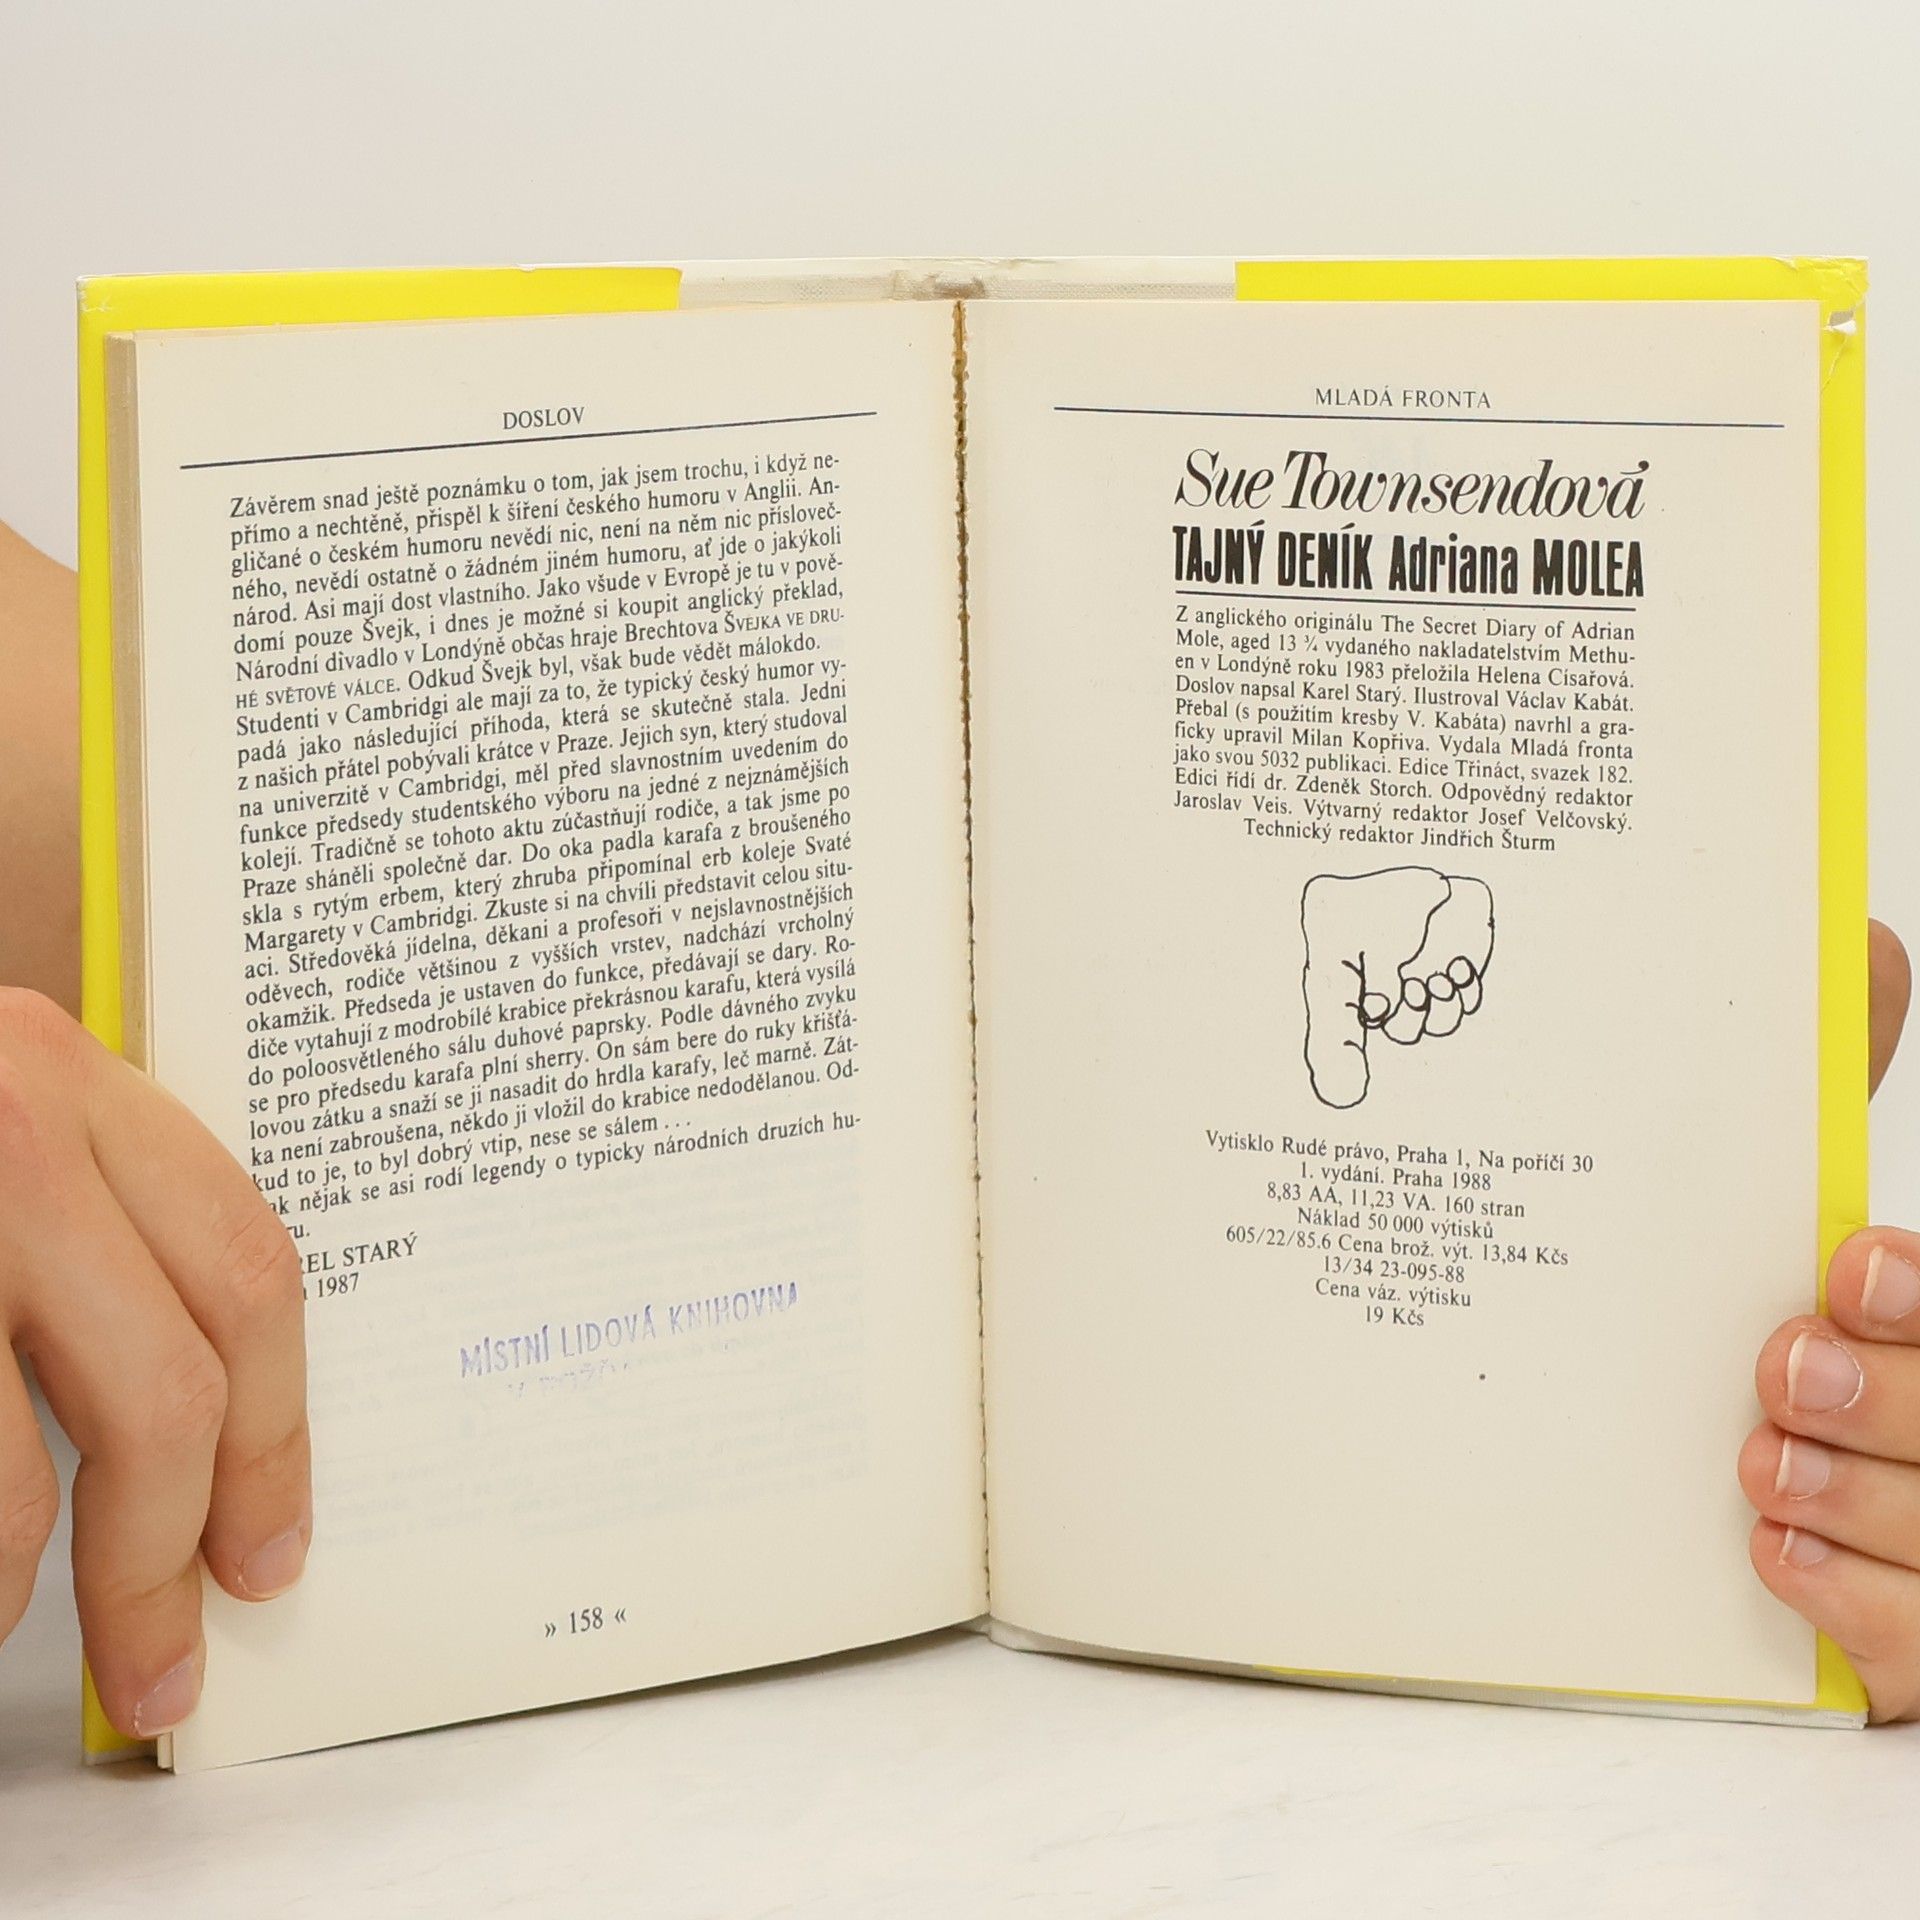 DOSLOV
Závěrem snad ještě poznámku o tom, jak jsem trochu, i když ne-
přímo a nechtěně, přispěl k šíření českého humoru v Anglii. An-
gličané o českém humoru nevědí nic, není na něm nic příslověč-
ného, nevědí ostatně o žádném jiném humoru, ať jde o jakýkoli
národ. Asi mají dost vlastního. Jako všude v Evropě je tu v pově-
domí pouze Švejk, i dnes je možné si koupit anglický překlad,
Národní divadlo v Londýně občas hraje Brechtova ŠVEJKA VE DRU-
HÉ SVĚTOVÉ VÁLCE. Odkud Švejk byl, však bude vědět málokdo.
Studenti v Cambridgi ale mají za to, že typický český humor vy-
padá jako následující příhoda, která se skutečně stala. Jedni
z našich přátel pobývali krátce v Praze. Jejich syn, který studoval
na univerzitě v Cambridgi, měl před slavnostním uvedením do
funkce předsedy studentského výboru na jedné z nejznámějších
kolejí. Tradičně se tohoto aktu zúčastňují rodiče, a tak jsme po
Praze sháněli společně dar. Do oka padla karafa z broušeného
skla s rytým erbem, který zhruba připomínal erb koleje Svaté
Margarety v Cambridgi. Zkuste si na chvíli představit celou situ-
aci. Středověká jídelna, děkani a profesoři v nejslavnostnějších
oděvech, rodiče většinou z vyšších vrstev, nadchází vrcholný
okamžik. Předseda je ustaven do funkce, předávají se dary. Ro-
diče vytahují z modrobílé krabice překrásnou karafu, která vysílá
do poloosvětleného sálu duhové paprsky. Podle dávného zvyku
se pro předsedu karafa plní sherry. On sám bere do ruky křišťá-
lovou zátku a snaží se ji nasadit do hrdla karafy, leč marně. Zát-
ka není zabroušena, někdo ji vložil do krabice nedodělanou. Od-
kud to je, to byl dobrý vtip, nese se sálem . . .
ak nějak se asi rodí legendy o typicky národních druzích hu-
ru.
REL STARÝ
1987
MÍSTNÍ LIDOVÁ KNIHOVNA
» 158 «
MLADÁ FRONTA
Sue Townsendová
TAJNÝ DENÍK Adriana MOLEA
Z anglického originálu The Secret Diary of Adrian
Mole, aged 13 ¾ vydaného nakladatelstvím Methu-
en v Londýně roku 1983 přeložila Helena Císařová.
Doslov napsal Karel Starý. Ilustroval Václav Kabát.
Přebal (s použitím kresby V. Kabáta) navrhl a gra-
ficky upravil Milan Kopřiva. Vydala Mladá fronta
jako svou 5032 publikaci. Edice Třináct, svazek 182.
Edici řídí dr. Zdeněk Storch. Odpovědný redaktor
Jaroslav Veis. Výtvarný redaktor Josef Velčovský.
Technický redaktor Jindřich Šturm
Vytisklo Rudé právo, Praha 1, Na poříčí 30
1. vydání. Praha 1988
8,83 AA, 11,23 VA. 160 stran
Náklad 50 000 výtisků
605/22/85.6 Cena brož. výt. 13,84 Kčs
13/34 23-095-88
Cena váz. výtisku
19 Kčs